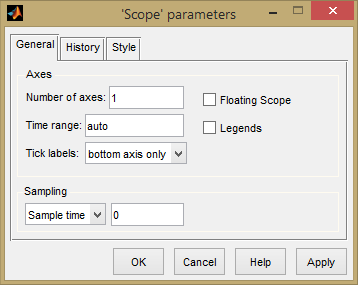 'Scope' parameters
General History Style
Axes
Number of axes: 1 Floating Scope
Time range: auto Legends
Tick labels: bottom axis only
Sampling
Sample time 0
OK Cancel Help Apply